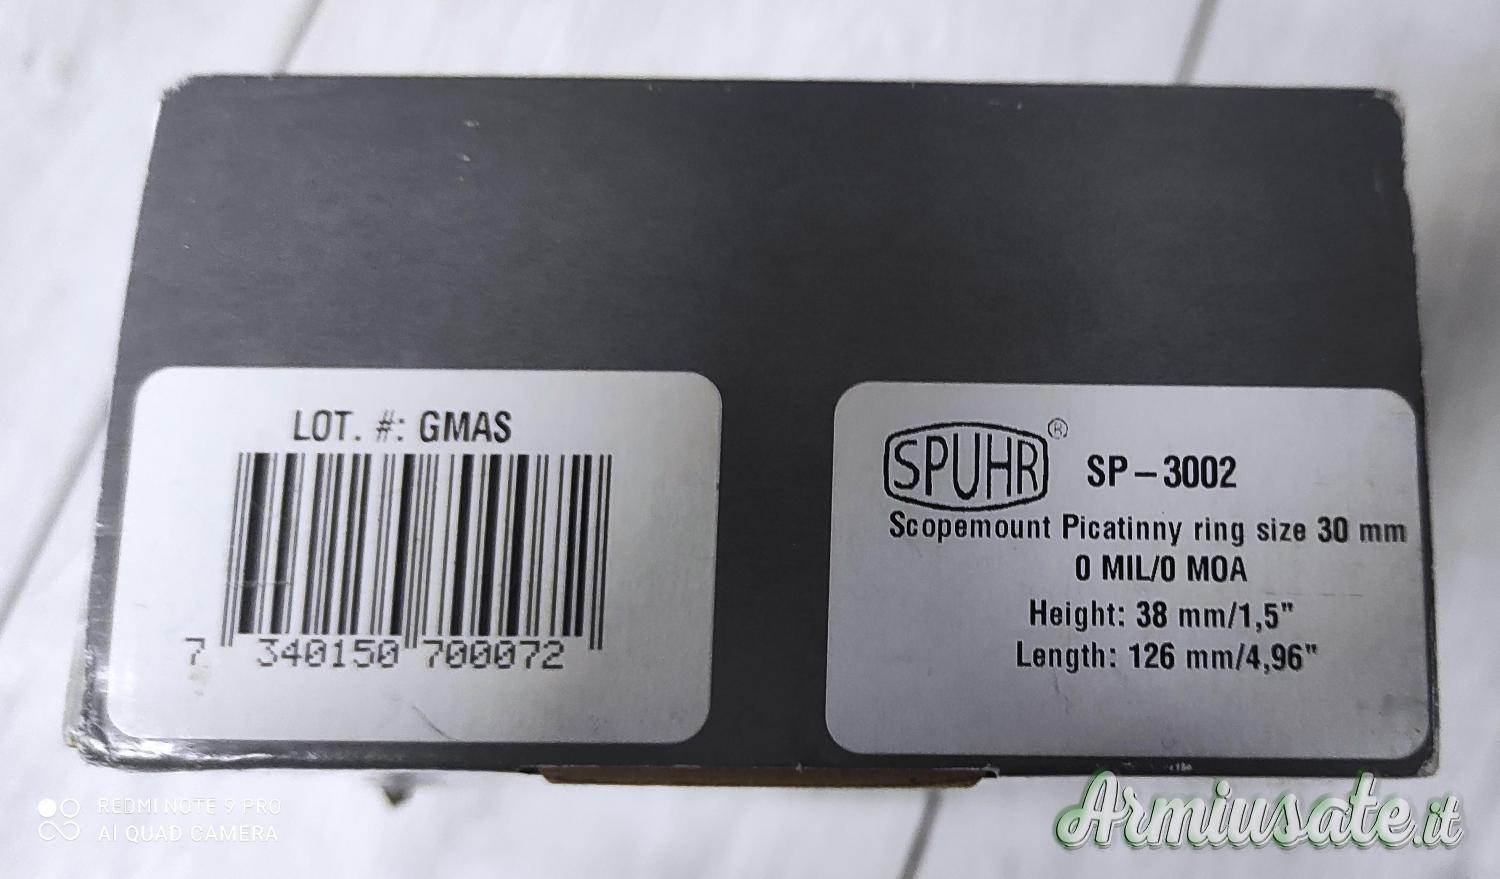 LOT. #: GMAS
7 340150 700072
SPUHR® SP-3002
Scopemount Picatinny ring size 30 mm
0 MIL/0 MOA
Height: 38 mm/1,5"
Length: 126 mm/4,96"
REDMI NOTE 9 PRO
AI QUAD CAMERA
Armiusate.it